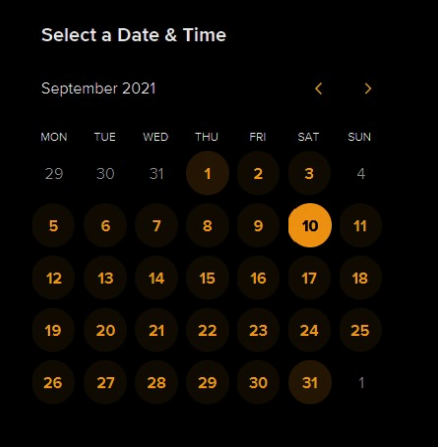 Select a Date & Time
September 2021
MON TUE WED THU FRI SAT SUN
29 30 31 1 2 3 4
5 6 7 8 9 10 11
12 13 14 15 16 17 18
19 20 21 22 23 24 25
26 27 28 29 30 31 1